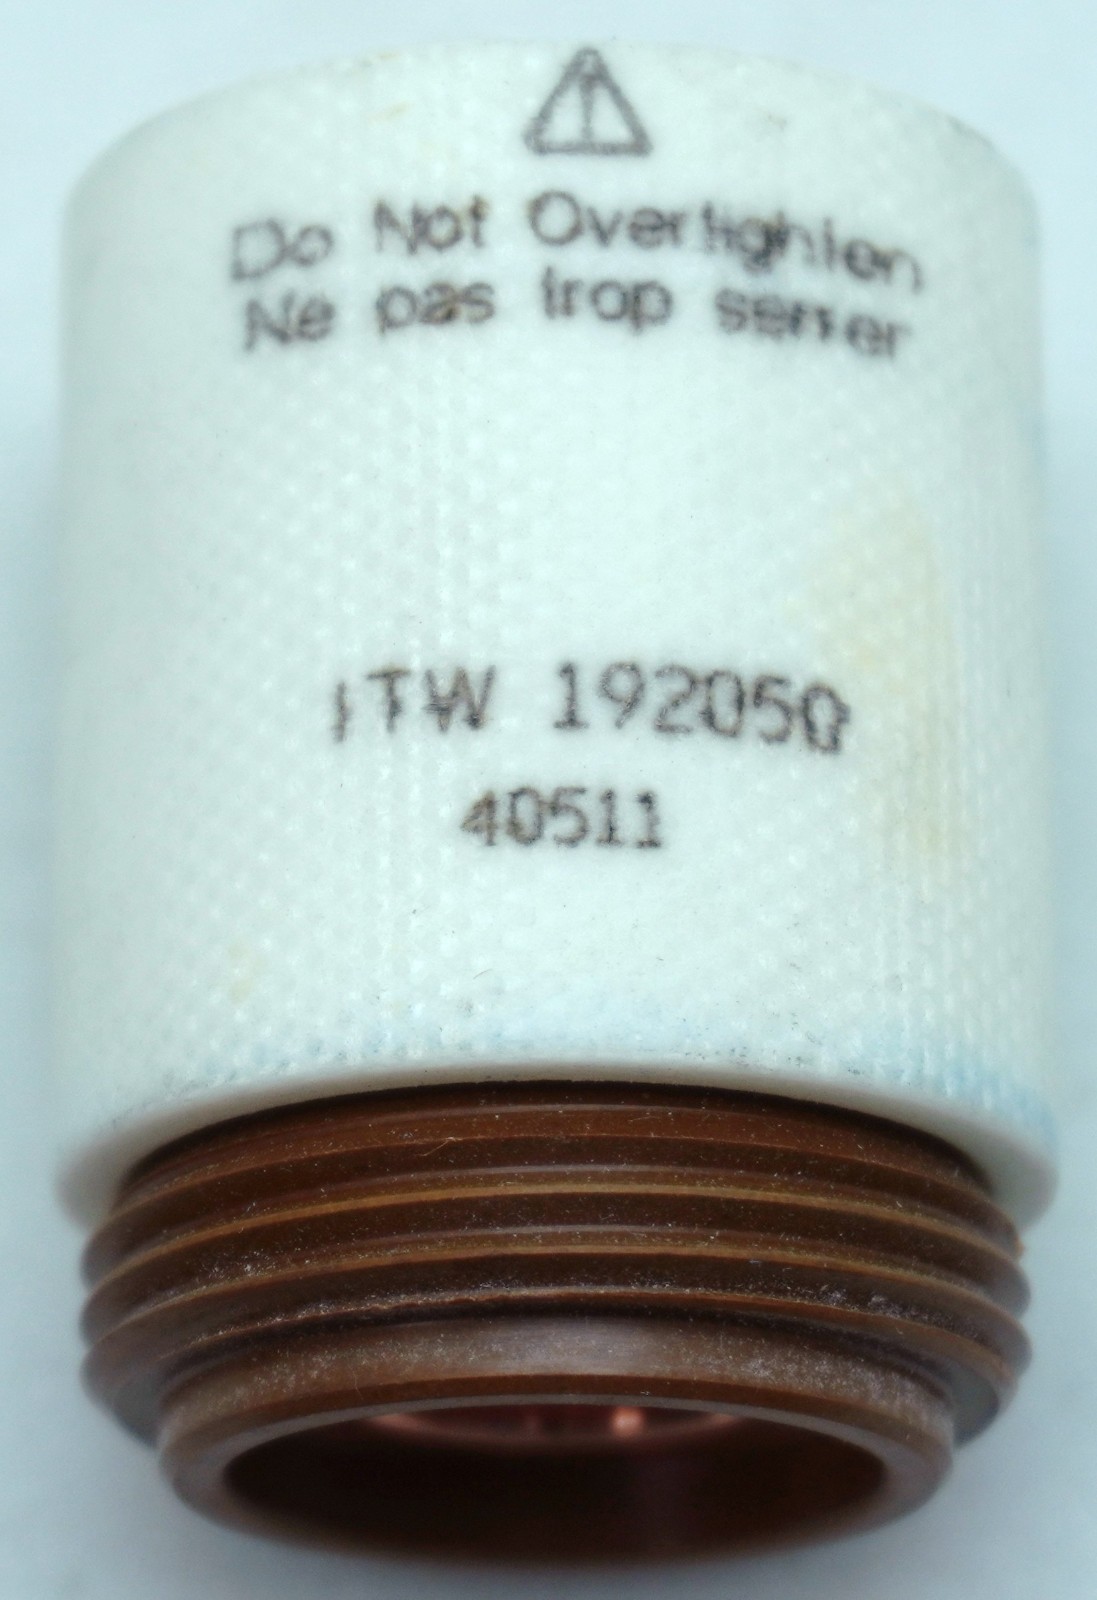 Do Not Overtighten
Ne pas trop serrer
ITW 192050
40511